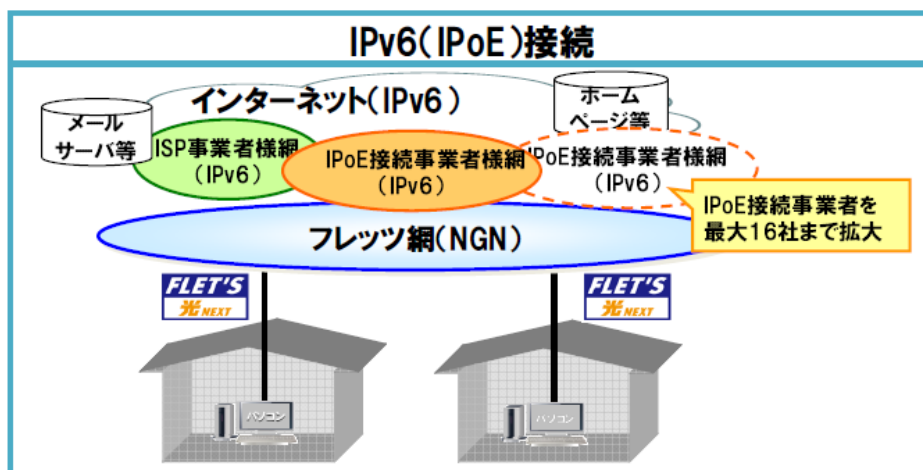 IPv6(IPoE)接続
インターネット(IPv6)
メール
サーバ等
ホーム
ページ等
ISP事業者様網
(IPv6)
IPoE接続事業者様網
(IPv6)
IPoE接続事業者様網
(IPv6)
IPoE接続事業者を
最大16社まで拡大
フレッツ網(NGN)
FLET'S
光NEXT
FLET'S
光NEXT
パソコン
パソコン